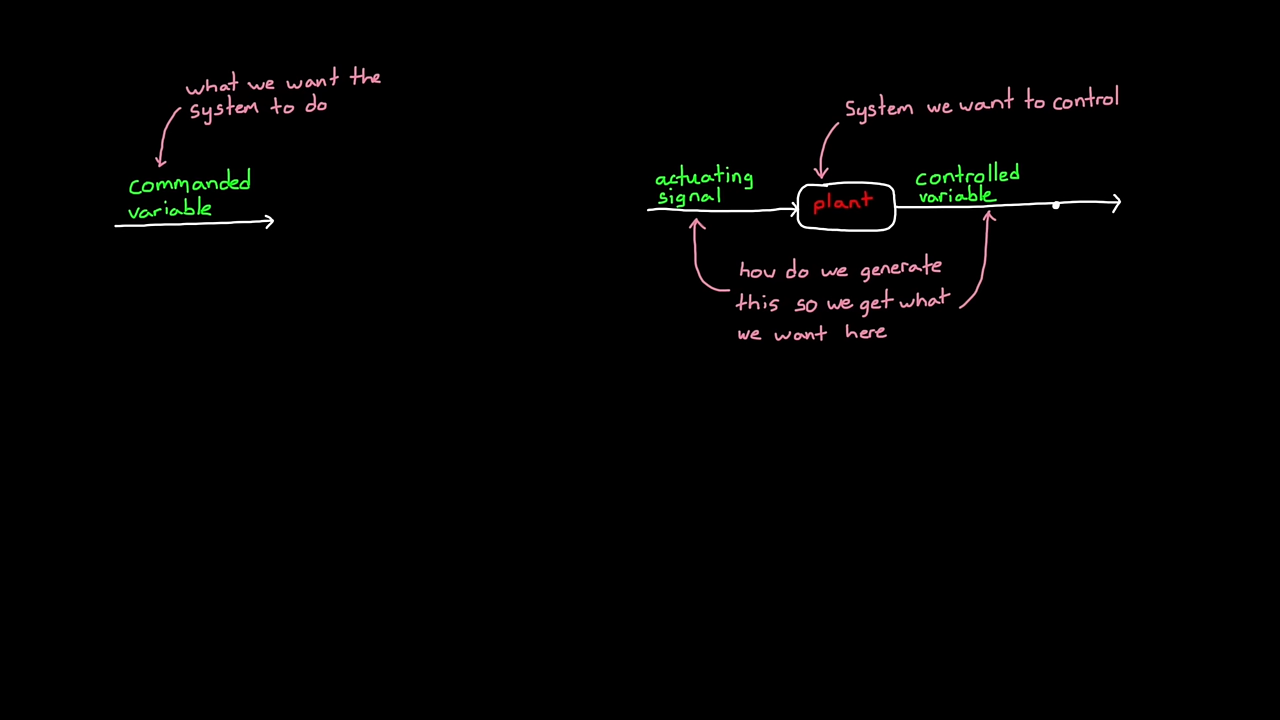 what we want the
system to do
commanded
variable
System we want to control
actuating
signal
plant
controlled
variable
how do we generate
this so we get what
we want here